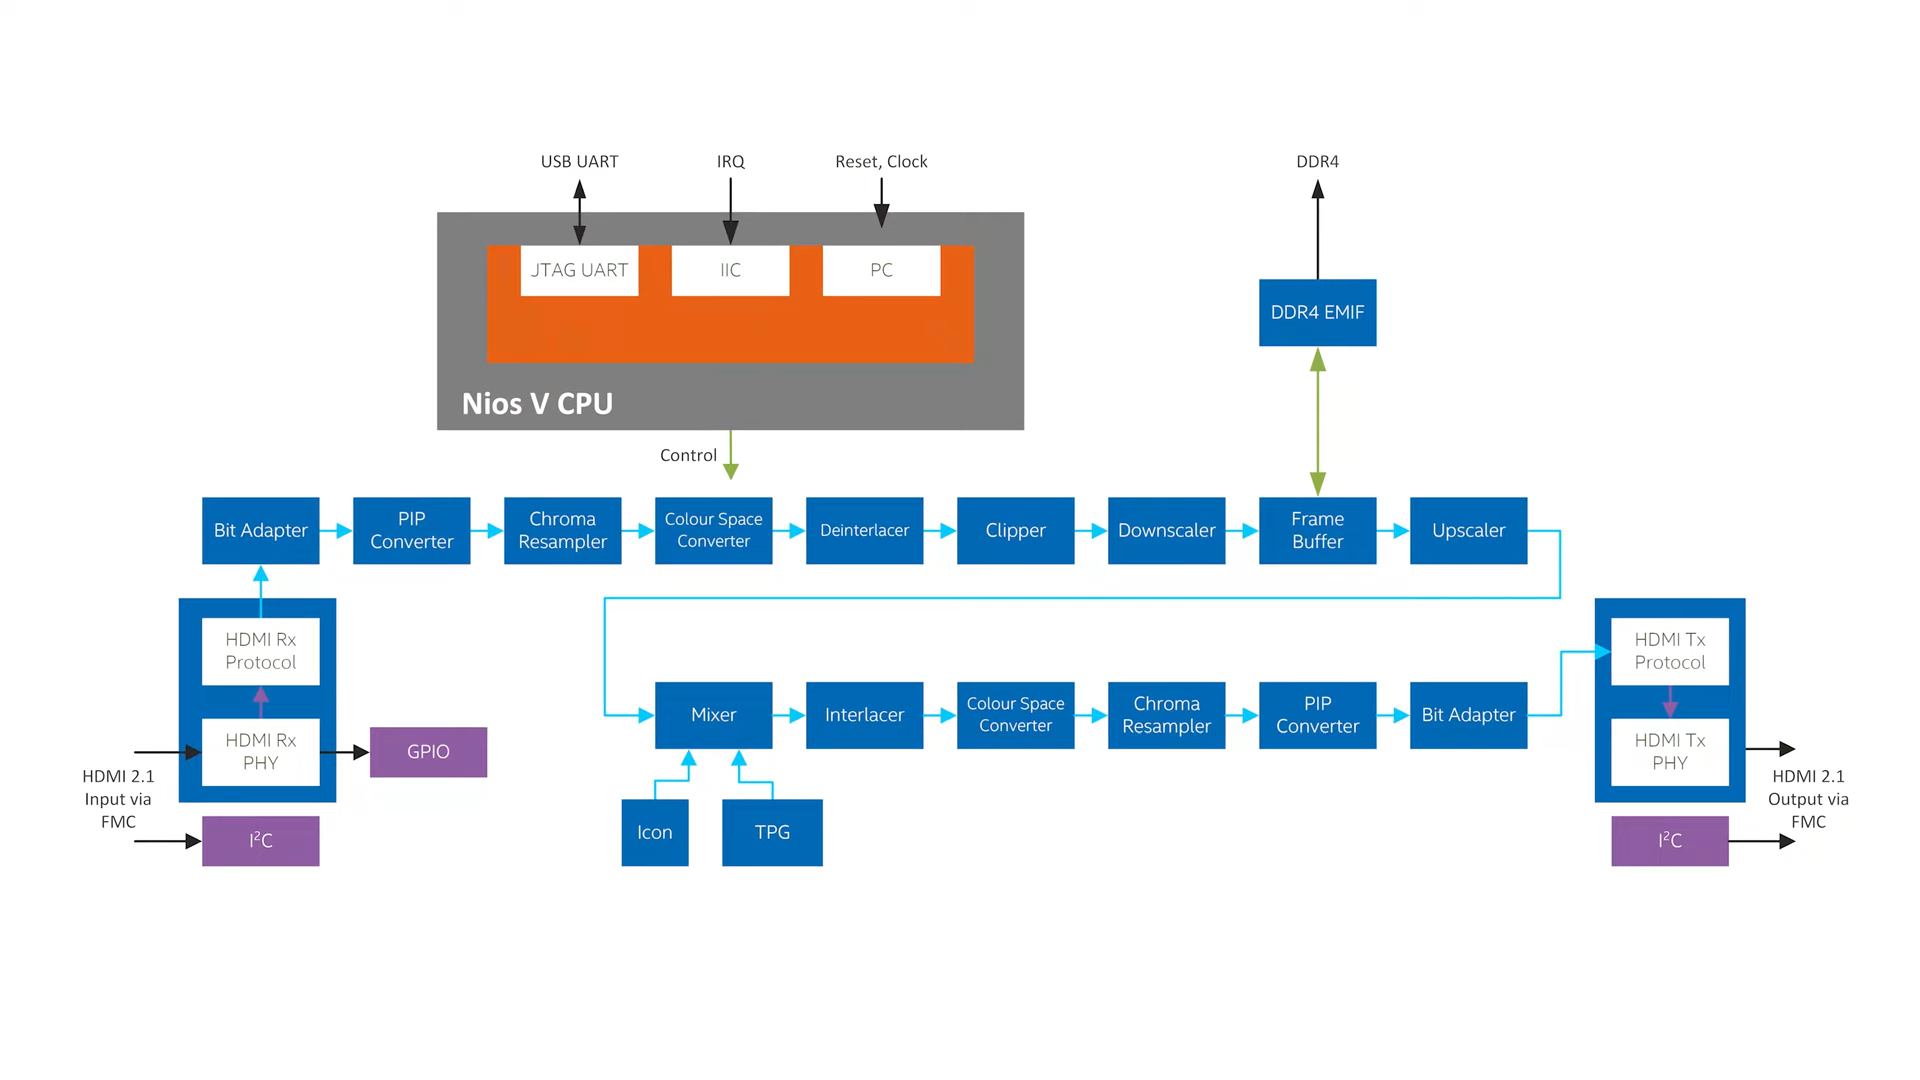 USB UART
IRQ
Reset, Clock
DDR4
JTAG UART
IIC
PC
DDR4 EMIF
Nios V CPU
Control
Bit Adapter
PIP
Converter
Chroma
Resampler
Colour Space
Converter
Deinterlacer
Clipper
Downscaler
Frame
Buffer
Upscaler
HDMI Rx
Protocol
HDMI Rx
PHY
GPIO
HDMI 2.1
Input via
FMC
I²C
Mixer
Interlacer
Colour Space
Converter
Chroma
Resampler
PIP
Converter
Bit Adapter
Icon
TPG
HDMI Tx
Protocol
HDMI Tx
PHY
HDMI 2.1
Output via
FMC
I²C